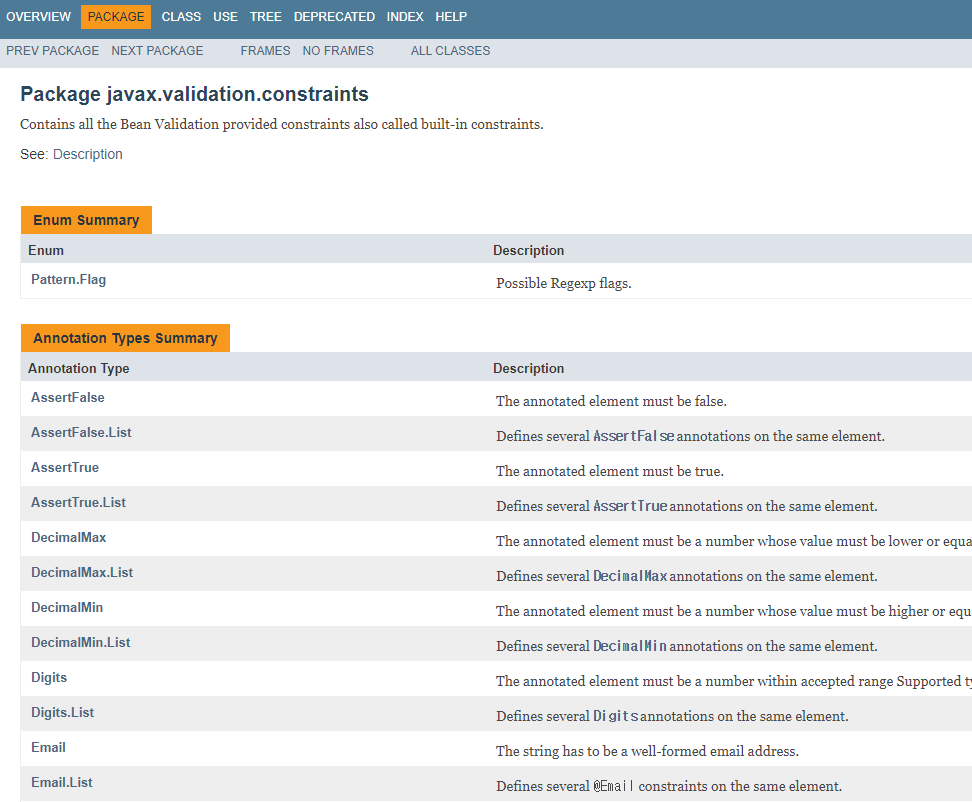 OVERVIEW PACKAGE CLASS USE TREE DEPRECATED INDEX HELP
PREV PACKAGE NEXT PACKAGE FRAMES NO FRAMES ALL CLASSES
Package javax.validation.constraints
Contains all the Bean Validation provided constraints also called built-in constraints.
See: Description
Enum Summary
Enum Description
Pattern.Flag Possible Regexp flags.
Annotation Types Summary
Annotation Type Description
AssertFalse The annotated element must be false.
AssertFalse.List Defines several AssertFalse annotations on the same element.
AssertTrue The annotated element must be true.
AssertTrue.List Defines several AssertTrue annotations on the same element.
DecimalMax The annotated element must be a number whose value must be lower or equa
DecimalMax.List Defines several DecimalMax annotations on the same element.
DecimalMin The annotated element must be a number whose value must be higher or equ
DecimalMin.List Defines several DecimalMin annotations on the same element.
Digits The annotated element must be a number within accepted range Supported ty
Digits.List Defines several Digits annotations on the same element.
Email The string has to be a well-formed email address.
Email.List Defines several @Email constraints on the same element.